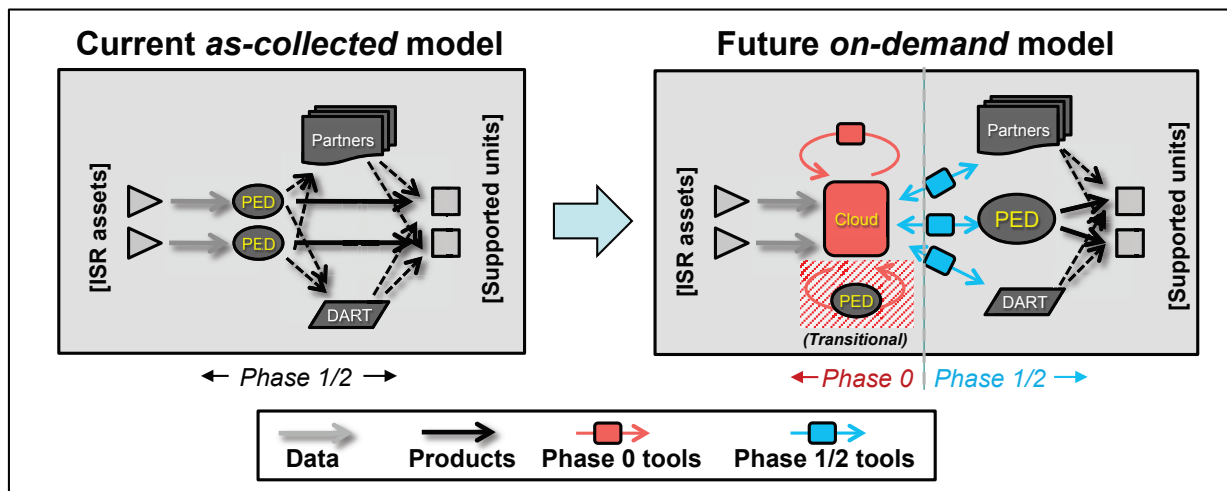 Current as-collected model
Future on-demand model
[ISR assets]
PED
PED
Partners
DART
[Supported units]
[ISR assets]
Cloud
PED
(Transitional)
Partners
PED
DART
[Supported units]
Phase 1/2
Phase 0
Phase 1/2
Data
Products
Phase 0 tools
Phase 1/2 tools